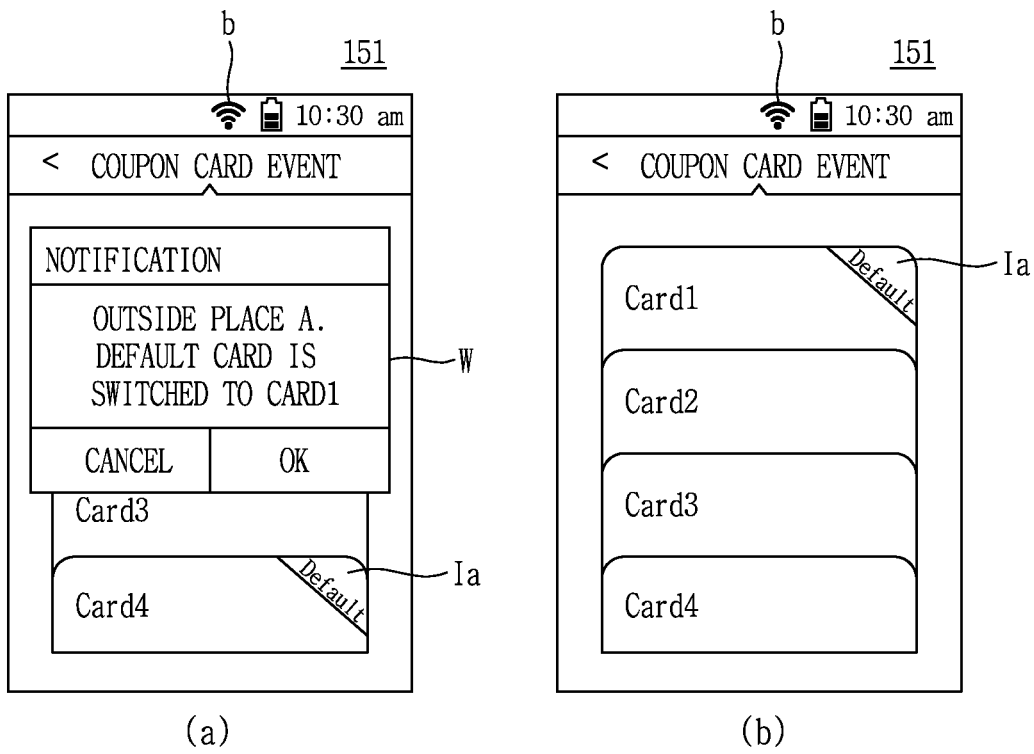 b
151
10:30 am
< COUPON CARD EVENT
NOTIFICATION
OUTSIDE PLACE A.
DEFAULT CARD IS
SWITCHED TO CARD1
W
CANCEL OK
Card3
Default
Ia
Card4
(a)
b
151
10:30 am
< COUPON CARD EVENT
Default
Ia
Card1
Card2
Card3
Card4
(b)